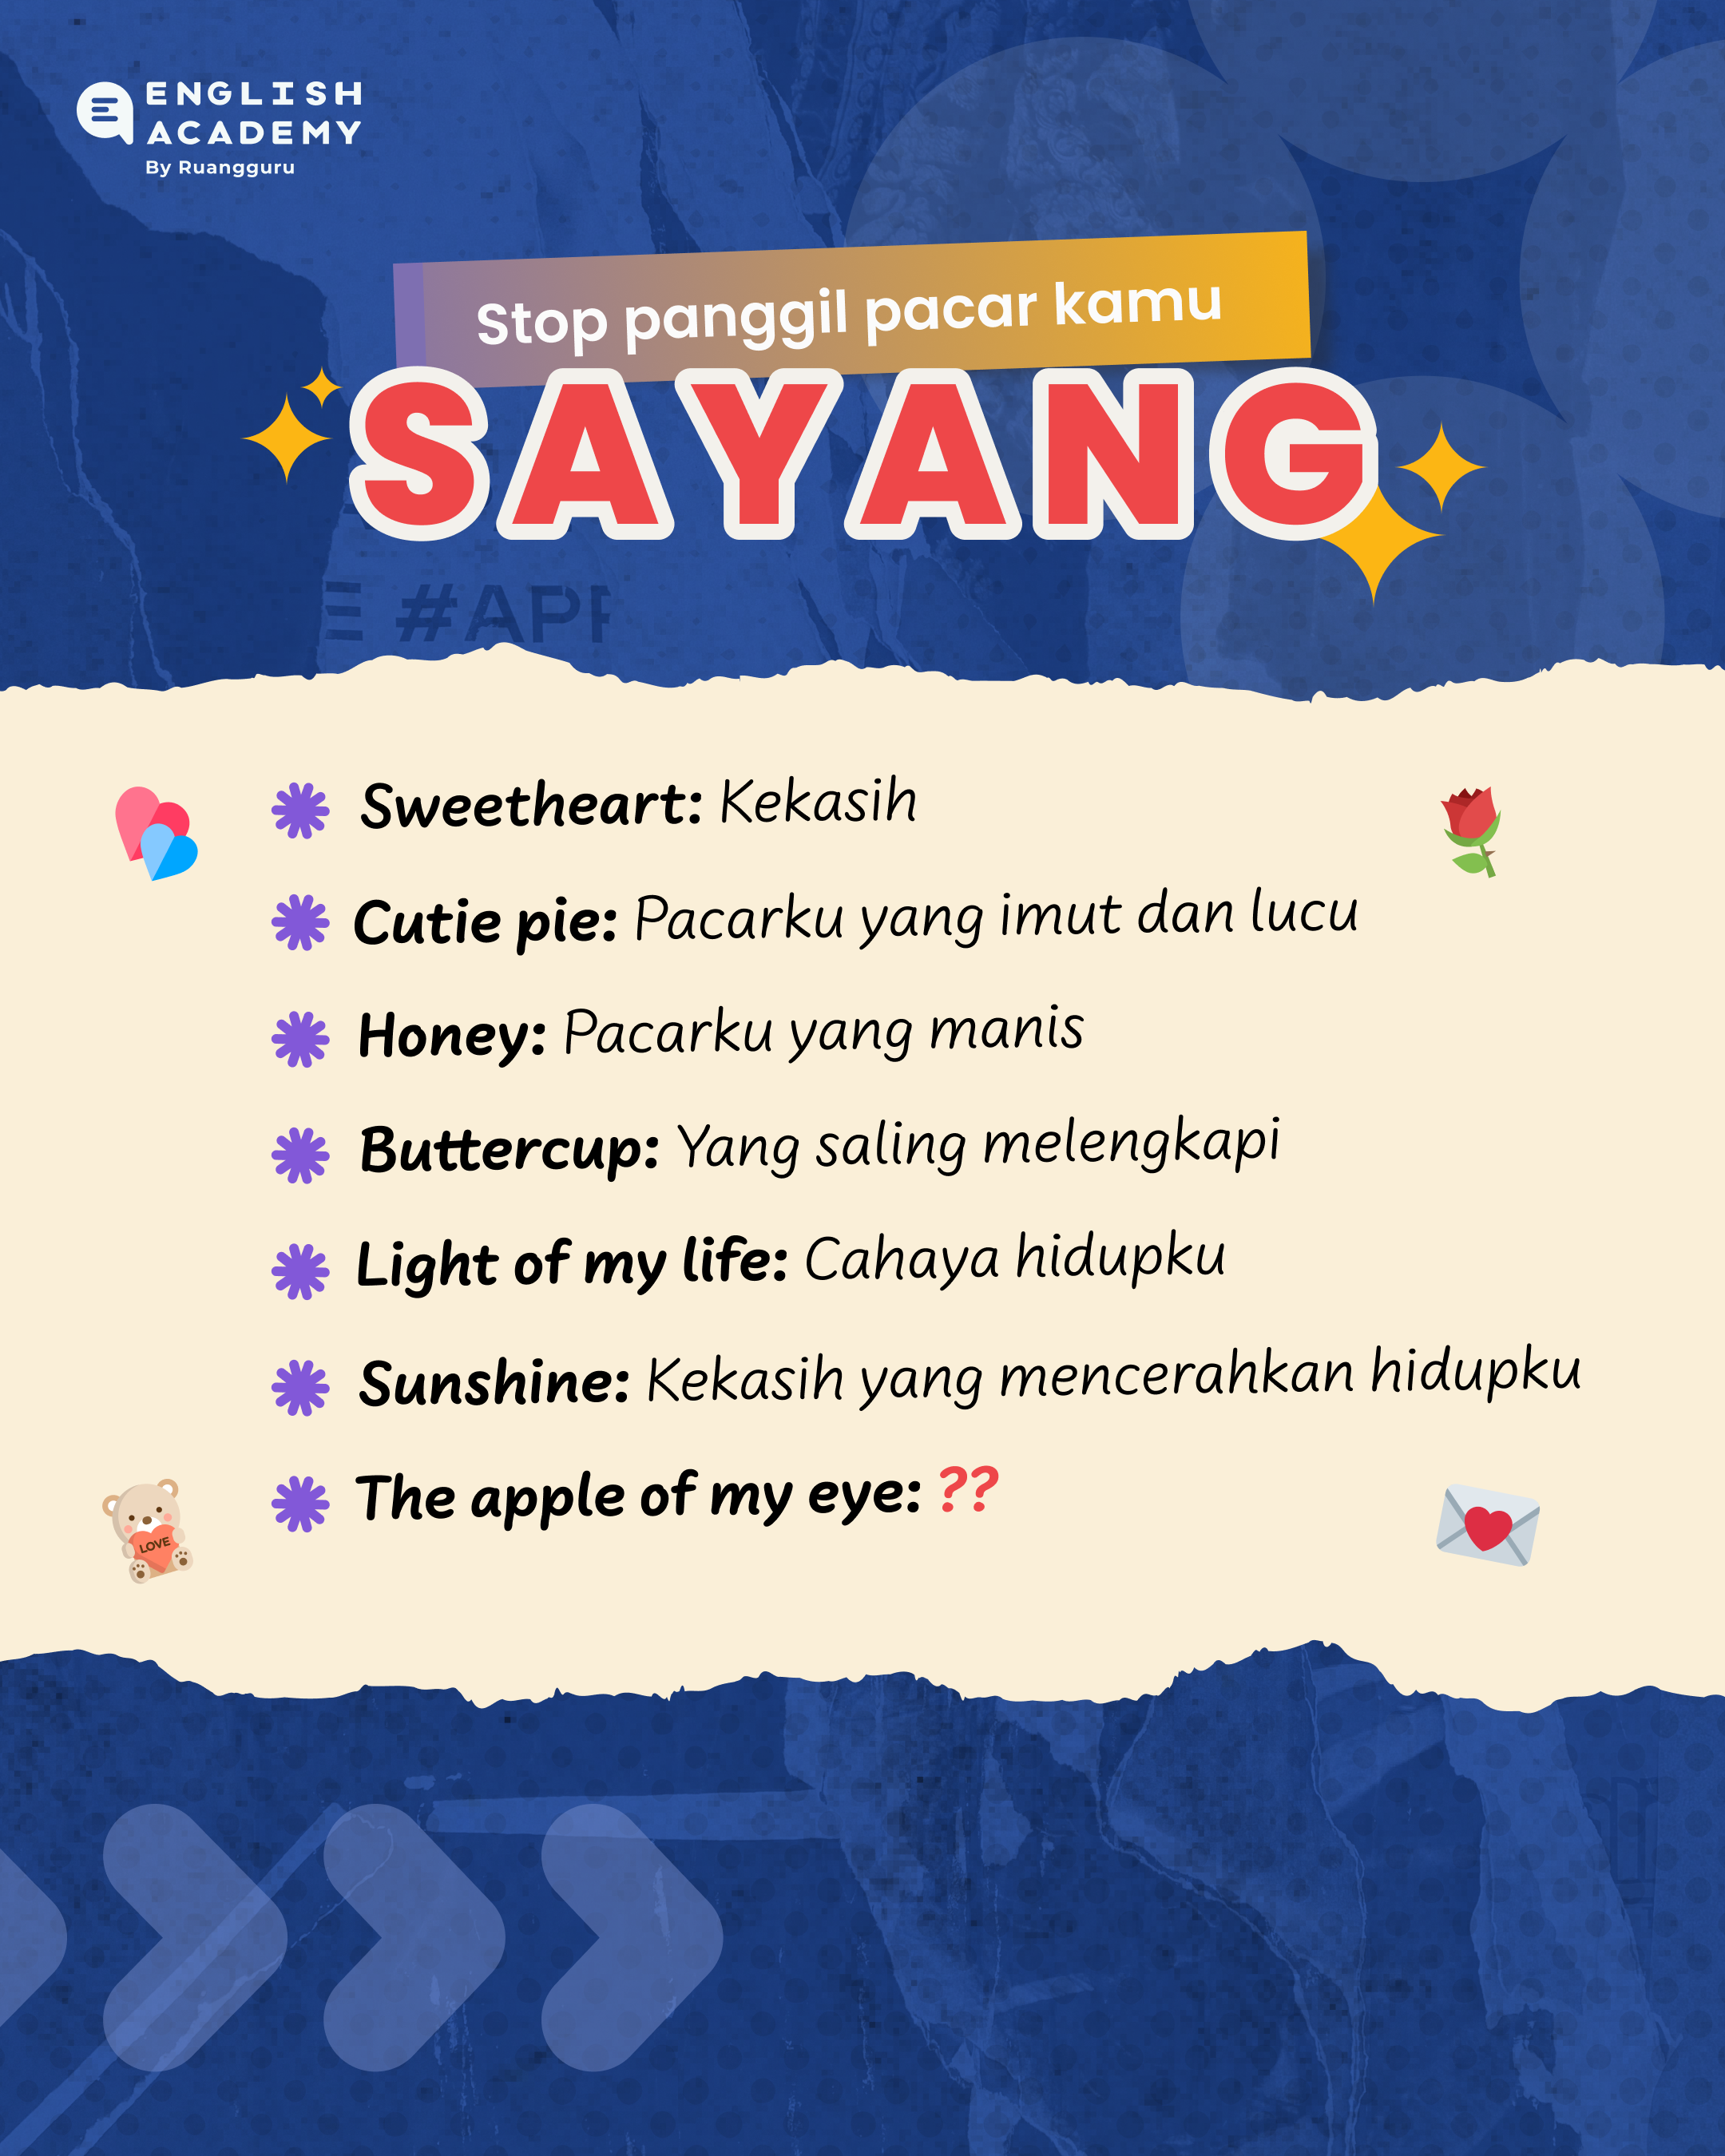 ENGLISH
ACADEMY
By Ruangguru
Stop panggil pacar kamu
SAYANG
E #APP
Sweetheart: Kekasih
Cutie pie: Pacarku yang imut dan lucu
Honey: Pacarku yang manis
Buttercup: Yang saling melengkapi
Light of my life: Cahaya hidupku
Sunshine: Kekasih yang mencerahkan hidupku
The apple of my eye: ??
LOVE